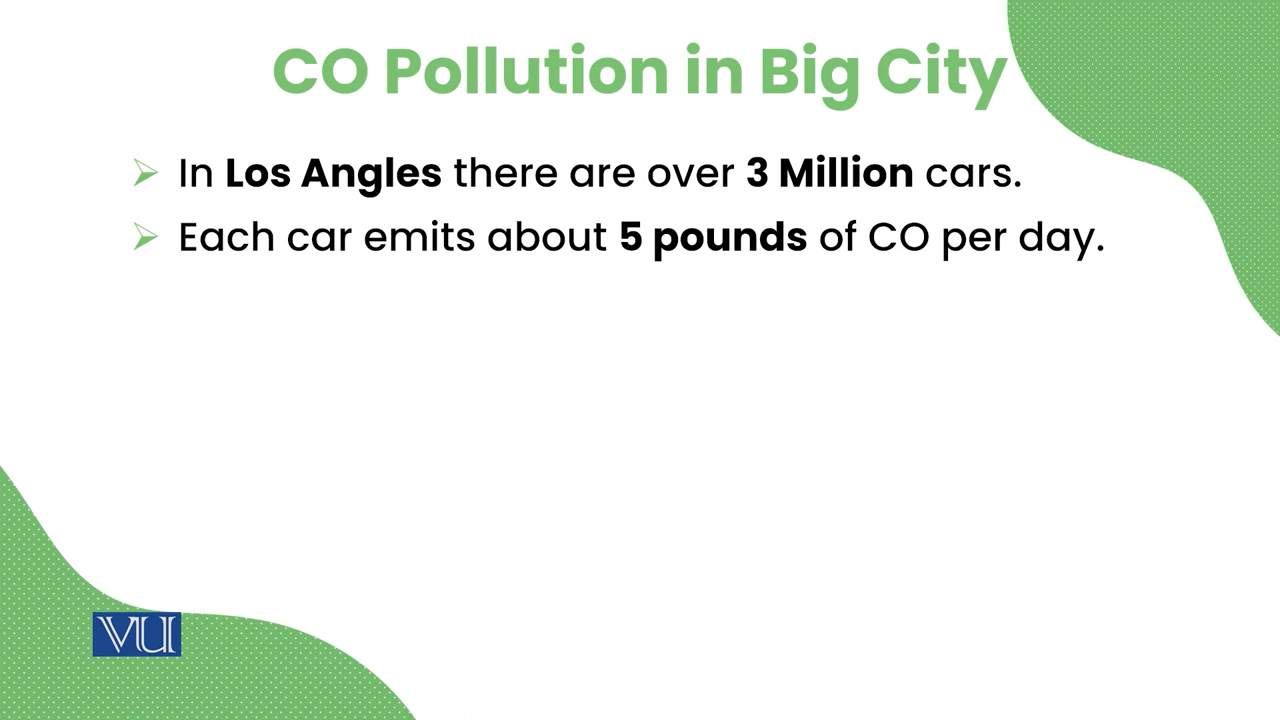 CO Pollution in Big City
In Los Angles there are over 3 Million cars.
Each car emits about 5 pounds of CO per day.
VU